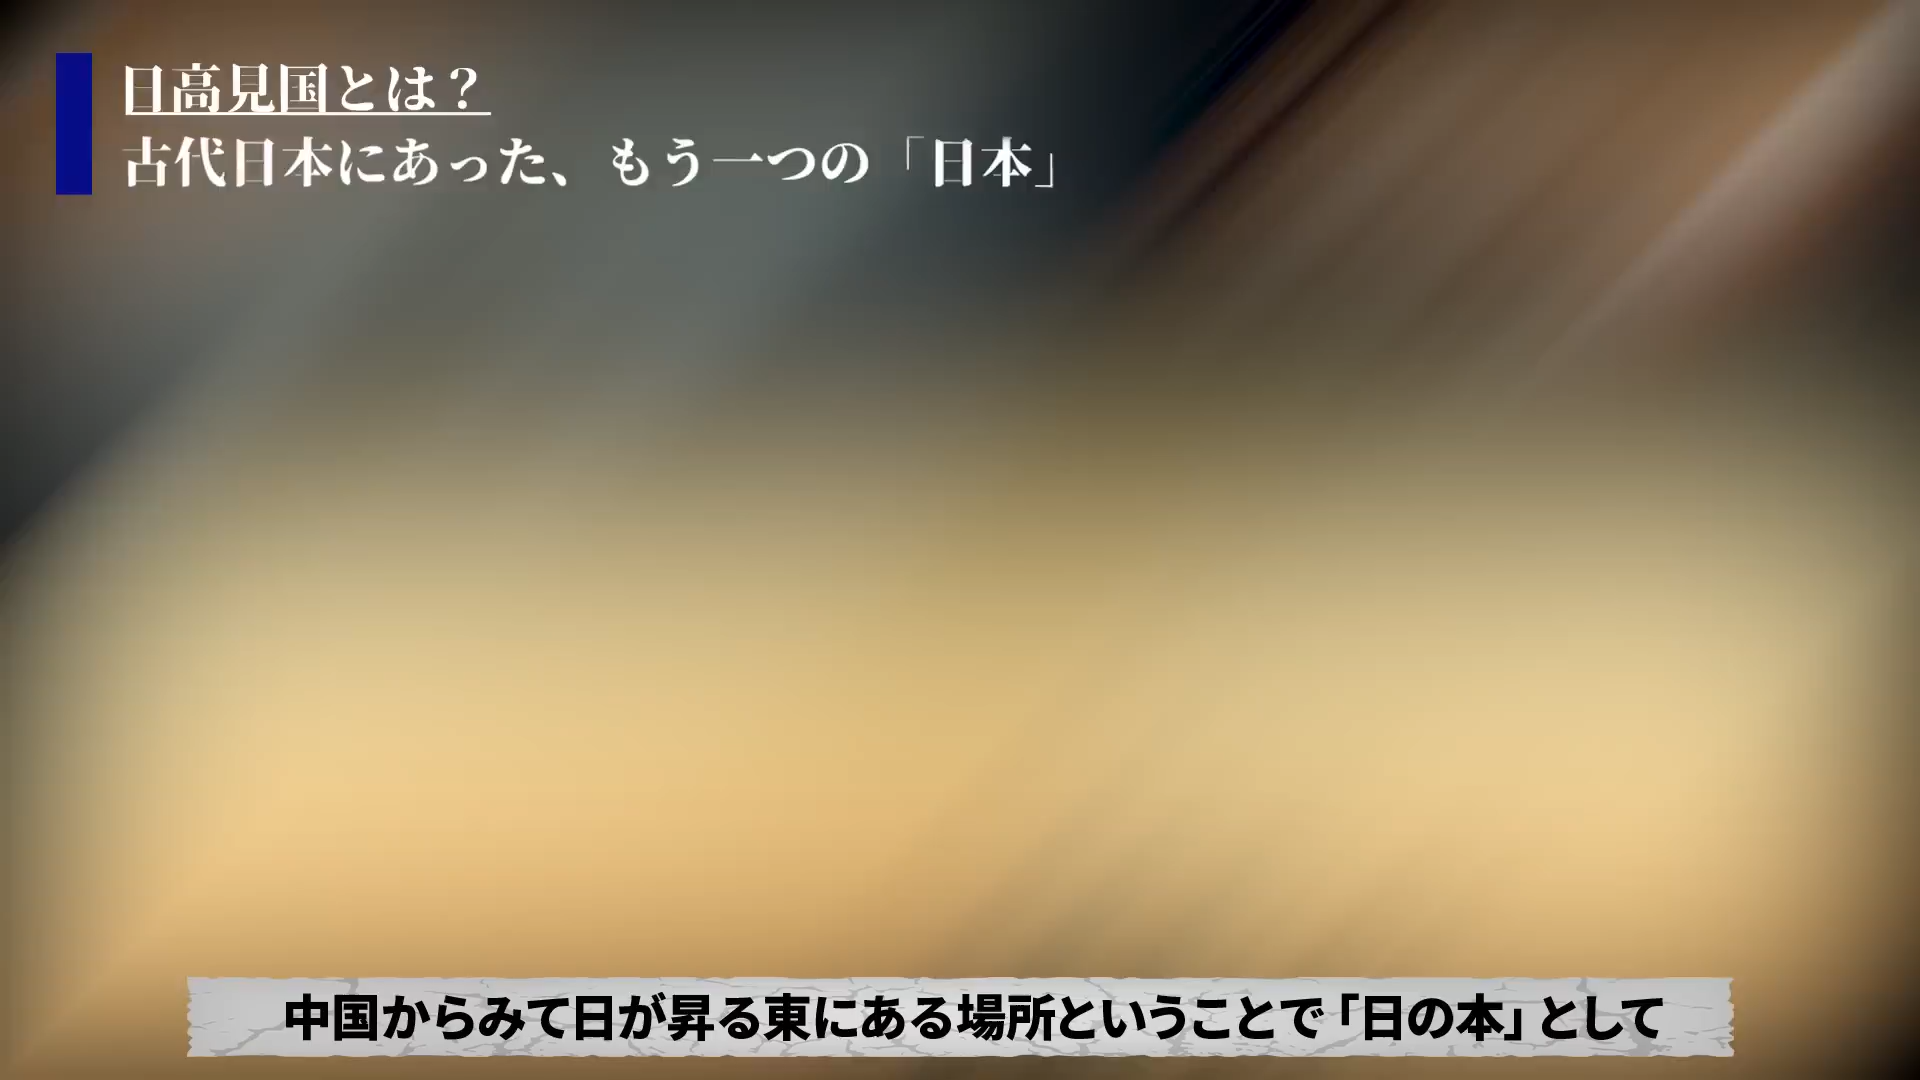 日高見国とは？
古代日本にあった、もう一つの「日本」
中国からみて日が昇る東にある場所ということで「日の本」として